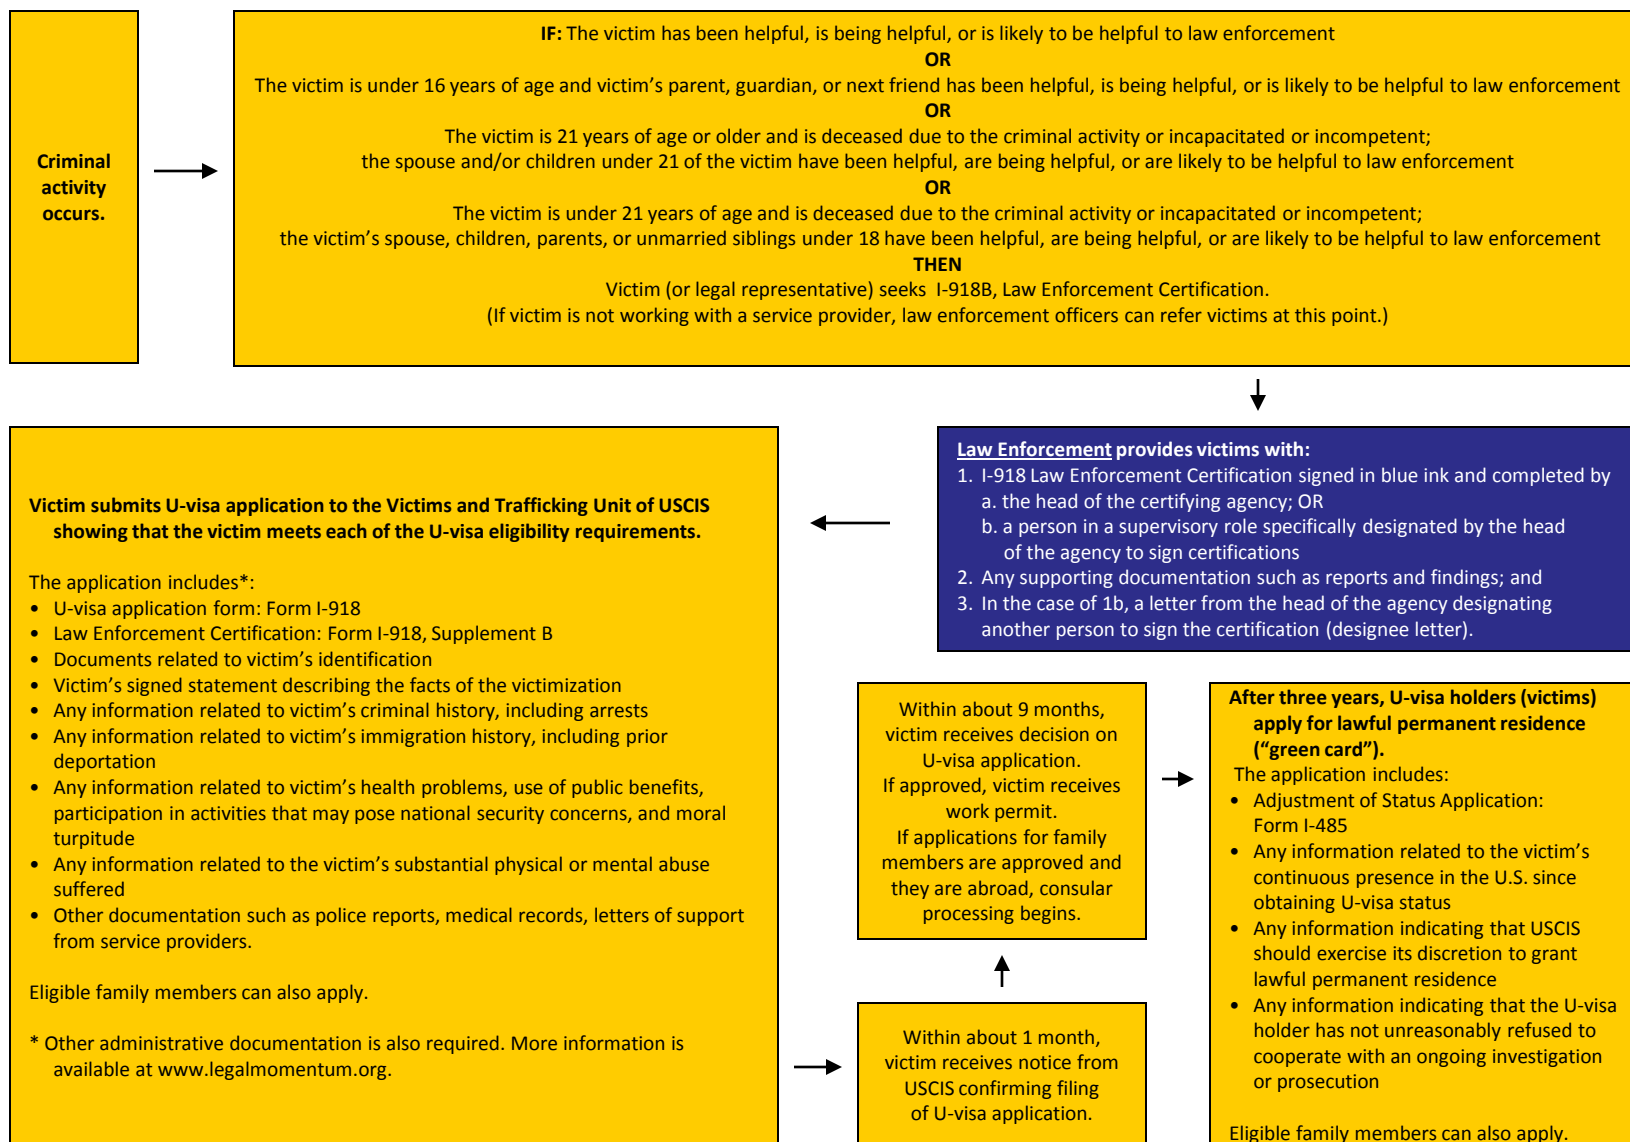 Criminal
activity
occurs.
IF: The victim has been helpful, is being helpful, or is likely to be helpful to law enforcement
OR
The victim is under 16 years of age and victim’s parent, guardian, or next friend has been helpful, is being helpful, or is likely to be helpful to law enforcement
OR
The victim is 21 years of age or older and is deceased due to the criminal activity or incapacitated or incompetent;
the spouse and/or children under 21 of the victim have been helpful, are being helpful, or are likely to be helpful to law enforcement
OR
The victim is under 21 years of age and is deceased due to the criminal activity or incapacitated or incompetent;
the victim’s spouse, children, parents, or unmarried siblings under 18 have been helpful, are being helpful, or are likely to be helpful to law enforcement
THEN
Victim (or legal representative) seeks I-918B, Law Enforcement Certification.
(If victim is not working with a service provider, law enforcement officers can refer victims at this point.)
Law Enforcement provides victims with:
1. I-918 Law Enforcement Certification signed in blue ink and completed by
a. the head of the certifying agency; OR
b. a person in a supervisory role specifically designated by the head
of the agency to sign certifications
2. Any supporting documentation such as reports and findings; and
3. In the case of 1b, a letter from the head of the agency designating
another person to sign the certification (designee letter).
Victim submits U-visa application to the Victims and Trafficking Unit of USCIS
showing that the victim meets each of the U-visa eligibility requirements.
The application includes*:
• U-visa application form: Form I-918
• Law Enforcement Certification: Form I-918, Supplement B
• Documents related to victim’s identification
• Victim’s signed statement describing the facts of the victimization
• Any information related to victim’s criminal history, including arrests
• Any information related to victim’s immigration history, including prior
deportation
• Any information related to victim’s health problems, use of public benefits,
participation in activities that may pose national security concerns, and moral
turpitude
• Any information related to the victim’s substantial physical or mental abuse
suffered
• Other documentation such as police reports, medical records, letters of support
from service providers.
Eligible family members can also apply.
* Other administrative documentation is also required. More information is
available at www.legalmomentum.org.
Within about 1 month,
victim receives notice from
USCIS confirming filing
of U-visa application.
Within about 9 months,
victim receives decision on
U-visa application.
If approved, victim receives
work permit.
If applications for family
members are approved and
they are abroad, consular
processing begins.
After three years, U-visa holders (victims)
apply for lawful permanent residence
(“green card”).
The application includes:
• Adjustment of Status Application:
Form I-485
• Any information related to the victim’s
continuous presence in the U.S. since
obtaining U-visa status
• Any information indicating that USCIS
should exercise its discretion to grant
lawful permanent residence
• Any information indicating that the U-visa
holder has not unreasonably refused to
cooperate with an ongoing investigation
or prosecution
Eligible family members can also apply.